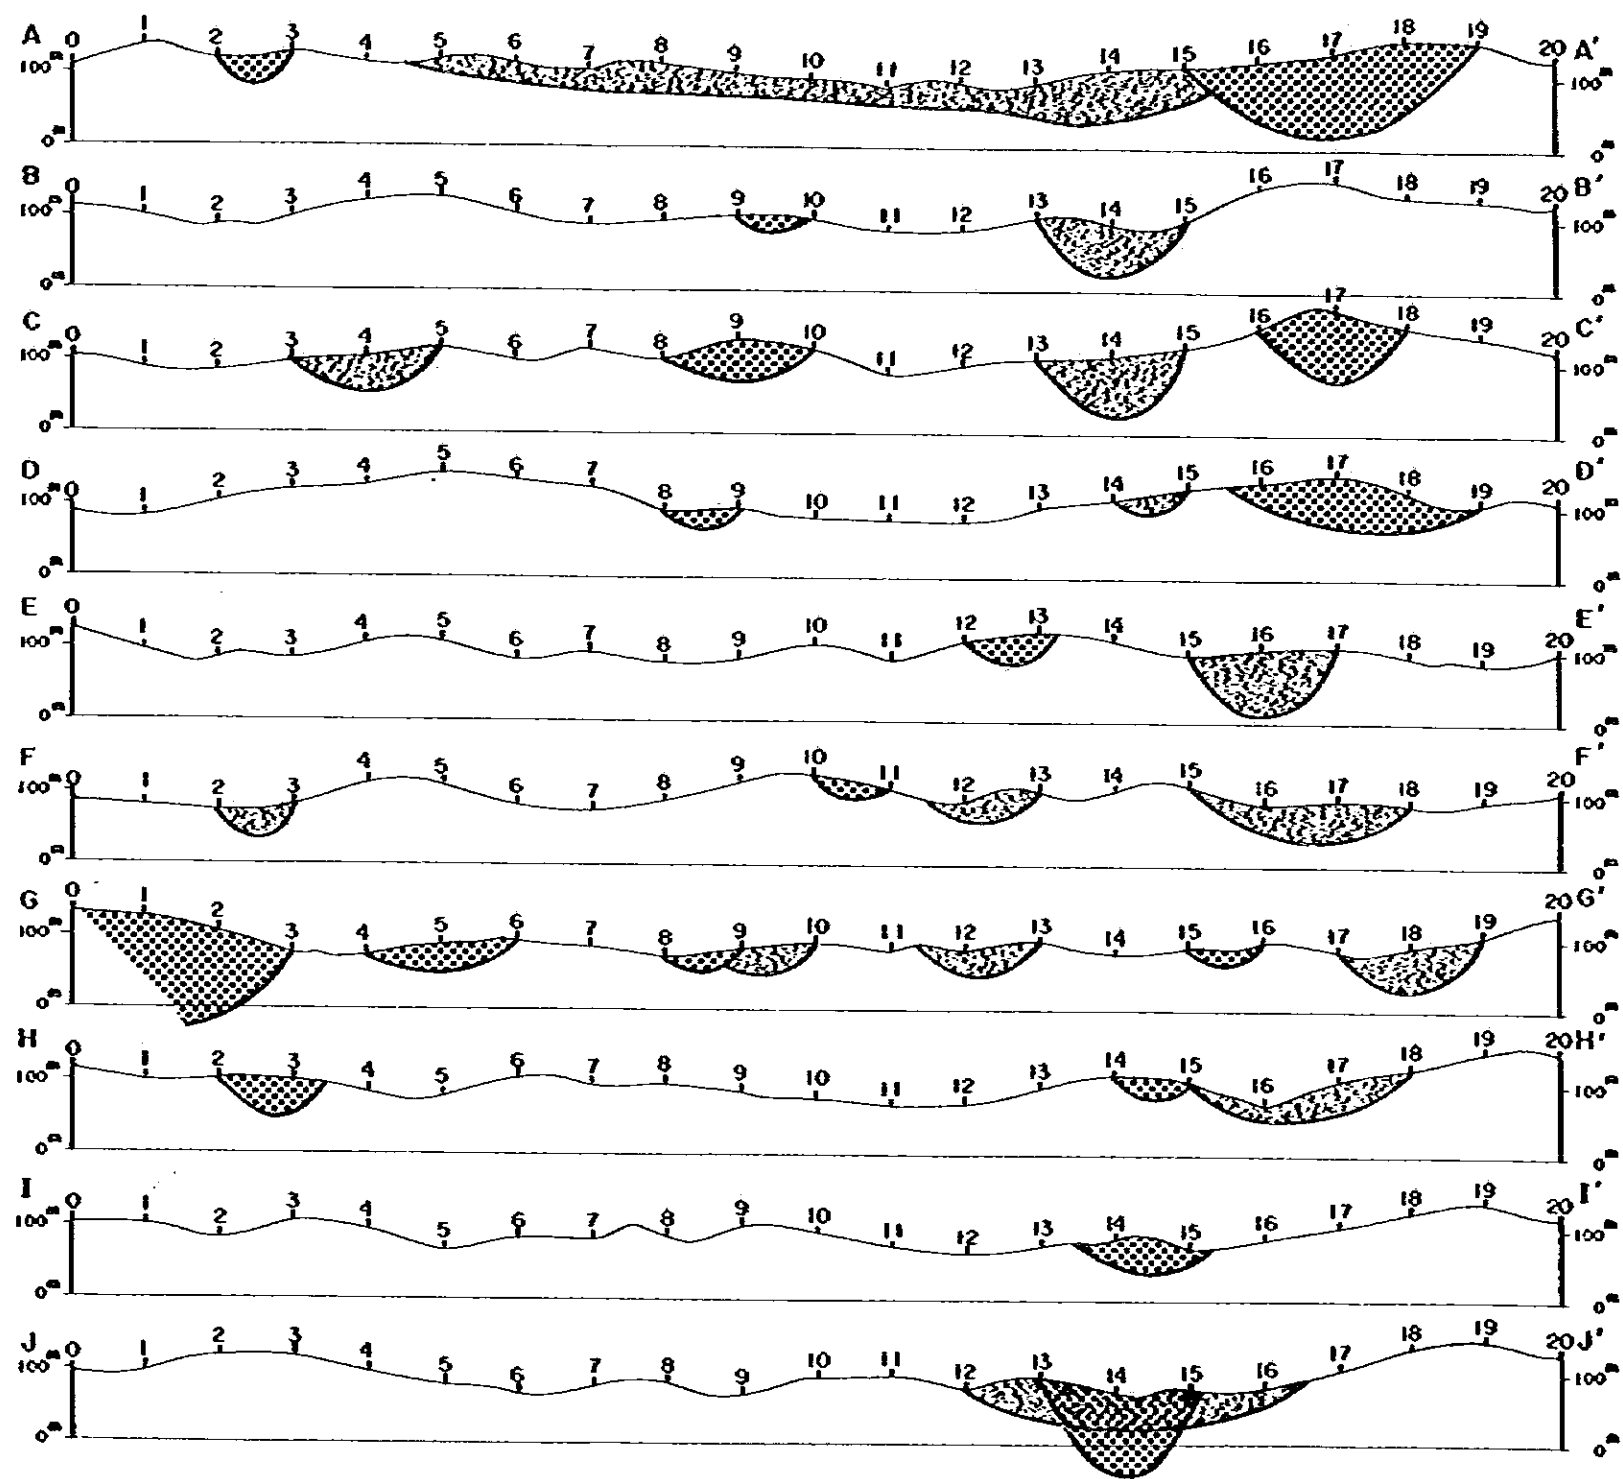 A 0 1 2 3 4 5 6 7 8 9 10 11 12 13 14 15 16 17 18 19 20 A'
100m 100m
0m 0m
B 0 1 2 3 4 5 6 7 8 9 10 11 12 13 14 15 16 17 18 19 20 B'
100m 100m
0m 0m
C 0 1 2 3 4 5 6 7 8 9 10 11 12 13 14 15 16 17 18 19 20 C'
100m 100m
0m 0m
D 0 1 2 3 4 5 6 7 8 9 10 11 12 13 14 15 16 17 18 19 20 D'
100m 100m
0m 0m
E 0 1 2 3 4 5 6 7 8 9 10 11 12 13 14 15 16 17 18 19 20 E'
100m 100m
0m 0m
F 0 1 2 3 4 5 6 7 8 9 10 11 12 13 14 15 16 17 18 19 20 F'
100m 100m
0m 0m
G 0 1 2 3 4 5 6 7 8 9 10 11 12 13 14 15 16 17 18 19 20 G'
100m 100m
0m 0m
H 0 1 2 3 4 5 6 7 8 9 10 11 12 13 14 15 16 17 18 19 20 H'
100m 100m
0m 0m
I 0 1 2 3 4 5 6 7 8 9 10 11 12 13 14 15 16 17 18 19 20 I'
100m 100m
0m 0m
J 0 1 2 3 4 5 6 7 8 9 10 11 12 13 14 15 16 17 18 19 20 J'
100m 100m
0m 0m